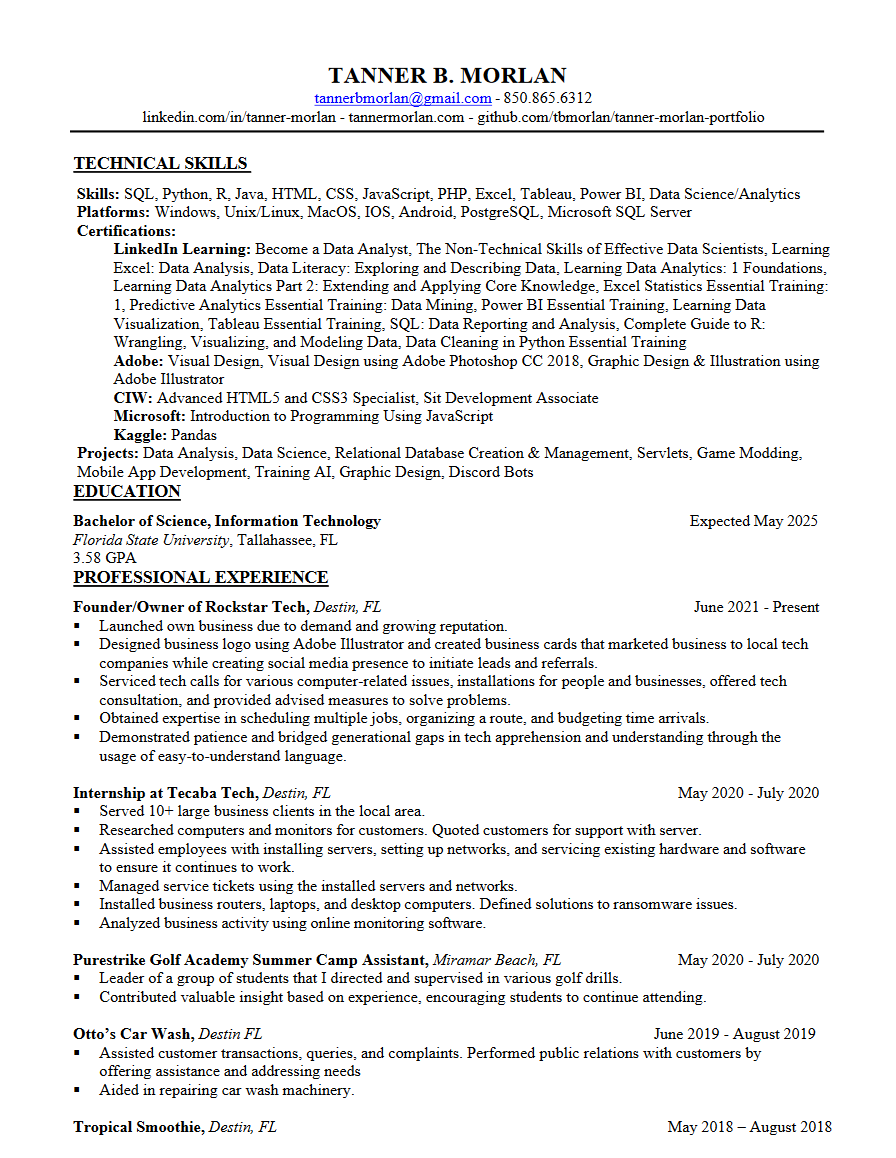 TANNER B. MORLAN
tannerbmorlan@gmail.com - 850.865.6312
linkedin.com/in/tanner-morlan - tannermorlan.com - github.com/tbmorlan/tanner-morlan-portfolio
TECHNICAL SKILLS
Skills: SQL, Python, R, Java, HTML, CSS, JavaScript, PHP, Excel, Tableau, Power BI, Data Science/Analytics
Platforms: Windows, Unix/Linux, MacOS, IOS, Android, PostgreSQL, Microsoft SQL Server
Certifications:
LinkedIn Learning: Become a Data Analyst, The Non-Technical Skills of Effective Data Scientists, Learning
Excel: Data Analysis, Data Literacy: Exploring and Describing Data, Learning Data Analytics: 1 Foundations,
Learning Data Analytics Part 2: Extending and Applying Core Knowledge, Excel Statistics Essential Training:
1, Predictive Analytics Essential Training: Data Mining, Power BI Essential Training, Learning Data
Visualization, Tableau Essential Training, SQL: Data Reporting and Analysis, Complete Guide to R:
Wrangling, Visualizing, and Modeling Data, Data Cleaning in Python Essential Training
Adobe: Visual Design, Visual Design using Adobe Photoshop CC 2018, Graphic Design & Illustration using
Adobe Illustrator
CIW: Advanced HTML5 and CSS3 Specialist, Sit Development Associate
Microsoft: Introduction to Programming Using JavaScript
Kaggle: Pandas
Projects: Data Analysis, Data Science, Relational Database Creation & Management, Servlets, Game Modding,
Mobile App Development, Training AI, Graphic Design, Discord Bots
EDUCATION
Bachelor of Science, Information Technology Expected May 2025
Florida State University, Tallahassee, FL
3.58 GPA
PROFESSIONAL EXPERIENCE
Founder/Owner of Rockstar Tech, Destin, FL June 2021 - Present
▪ Launched own business due to demand and growing reputation.
▪ Designed business logo using Adobe Illustrator and created business cards that marketed business to local tech
companies while creating social media presence to initiate leads and referrals.
▪ Serviced tech calls for various computer-related issues, installations for people and businesses, offered tech
consultation, and provided advised measures to solve problems.
▪ Obtained expertise in scheduling multiple jobs, organizing a route, and budgeting time arrivals.
▪ Demonstrated patience and bridged generational gaps in tech apprehension and understanding through the
usage of easy-to-understand language.
Internship at Tecaba Tech, Destin, FL May 2020 - July 2020
▪ Served 10+ large business clients in the local area.
▪ Researched computers and monitors for customers. Quoted customers for support with server.
▪ Assisted employees with installing servers, setting up networks, and servicing existing hardware and software
to ensure it continues to work.
▪ Managed service tickets using the installed servers and networks.
▪ Installed business routers, laptops, and desktop computers. Defined solutions to ransomware issues.
▪ Analyzed business activity using online monitoring software.
Purestrike Golf Academy Summer Camp Assistant, Miramar Beach, FL May 2020 - July 2020
▪ Leader of a group of students that I directed and supervised in various golf drills.
▪ Contributed valuable insight based on experience, encouraging students to continue attending.
Otto’s Car Wash, Destin FL June 2019 - August 2019
▪ Assisted customer transactions, queries, and complaints. Performed public relations with customers by
offering assistance and addressing needs
▪ Aided in repairing car wash machinery.
Tropical Smoothie, Destin, FL May 2018 – August 2018